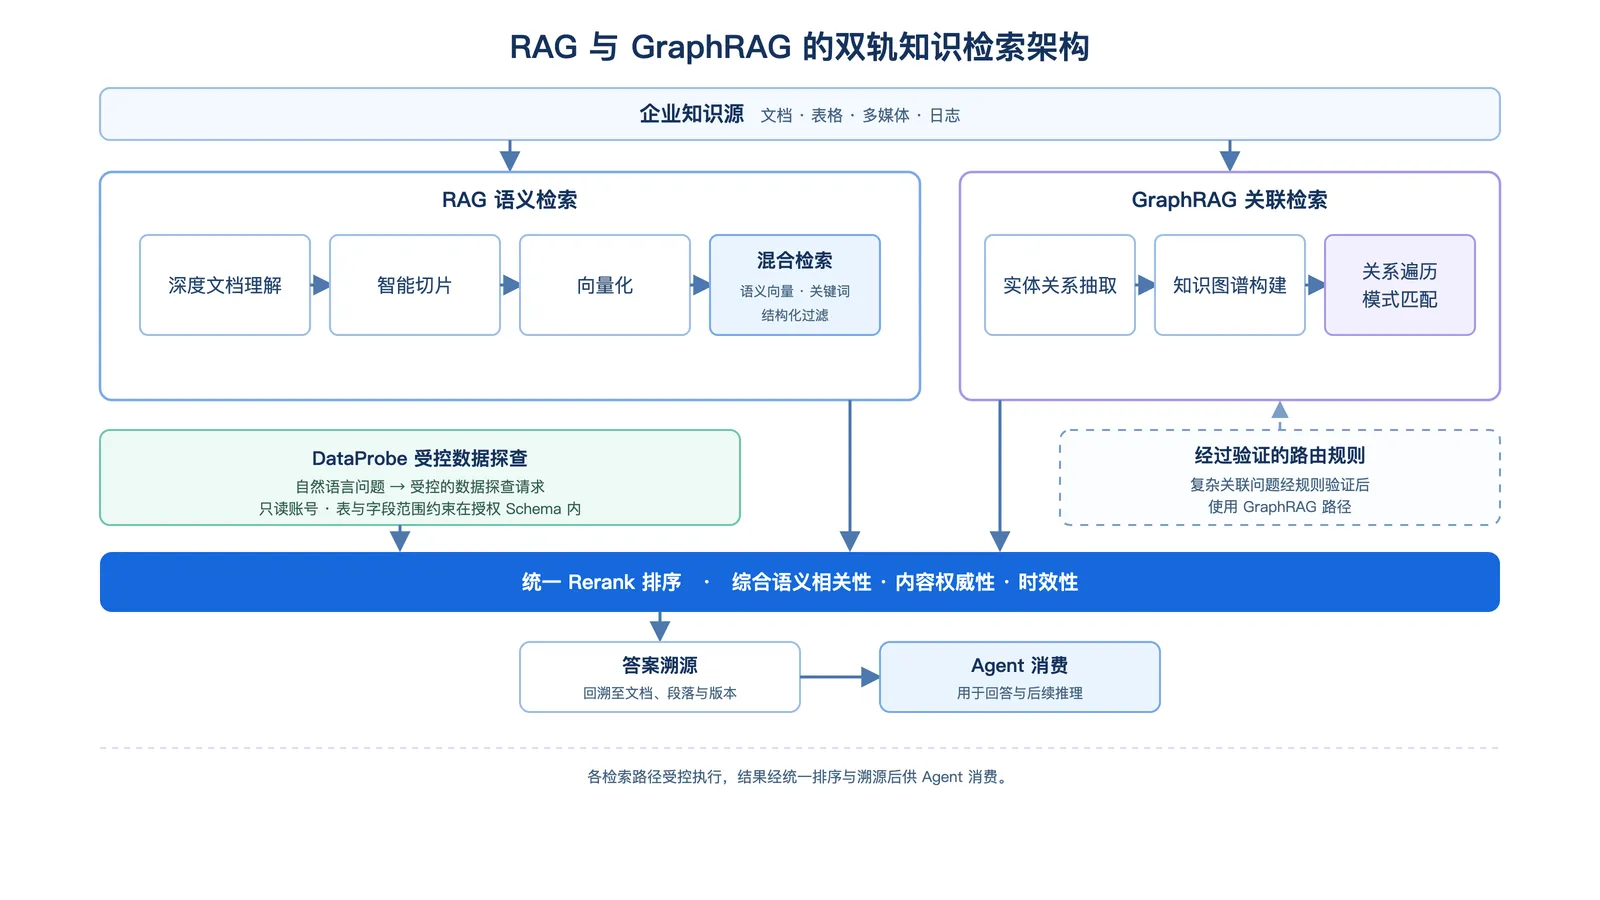 RAG 与 GraphRAG 的双轨知识检索架构
企业知识源 文档 · 表格 · 多媒体 · 日志
RAG 语义检索
深度文档理解
智能切片
向量化
混合检索
语义向量 · 关键词
结构化过滤
GraphRAG 关联检索
实体关系抽取
知识图谱构建
关系遍历
模式匹配
DataProbe 受控数据探查
自然语言问题 → 受控的数据探查请求
只读账号 · 表与字段范围约束在授权 Schema 内
经过验证的路由规则
复杂关联问题经规则验证后
使用 GraphRAG 路径
统一 Rerank 排序 · 综合语义相关性 · 内容权威性 · 时效性
答案溯源
回溯至文档、段落与版本
Agent 消费
用于回答与后续推理
各检索路径受控执行，结果经统一排序与溯源后供 Agent 消费。